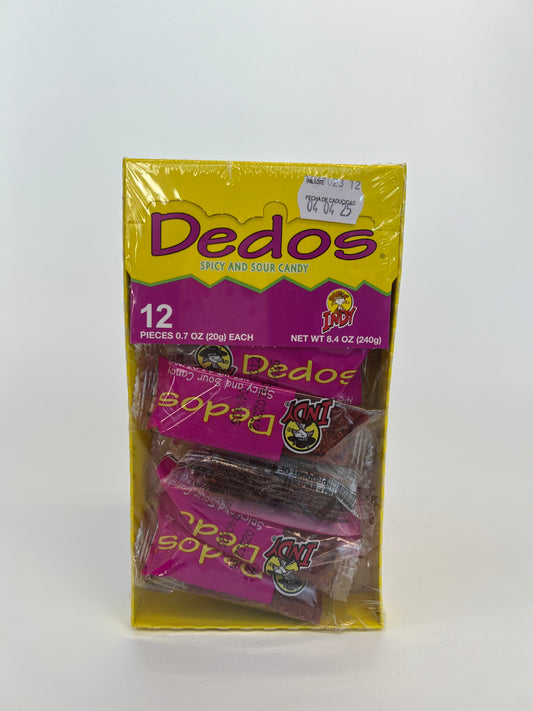 023 12
FECHA DE CADUCIDAD
04 04 25
Dedos®
SPICY AND SOUR CANDY
12
PIECES 0.7 OZ (20g) EACH
INDY
NET WT 8.4 OZ (240g)
Dedos
Spicy and Sour Candy
INDY
Dedos
Spicy and Sour Candy
INDY
Dedos